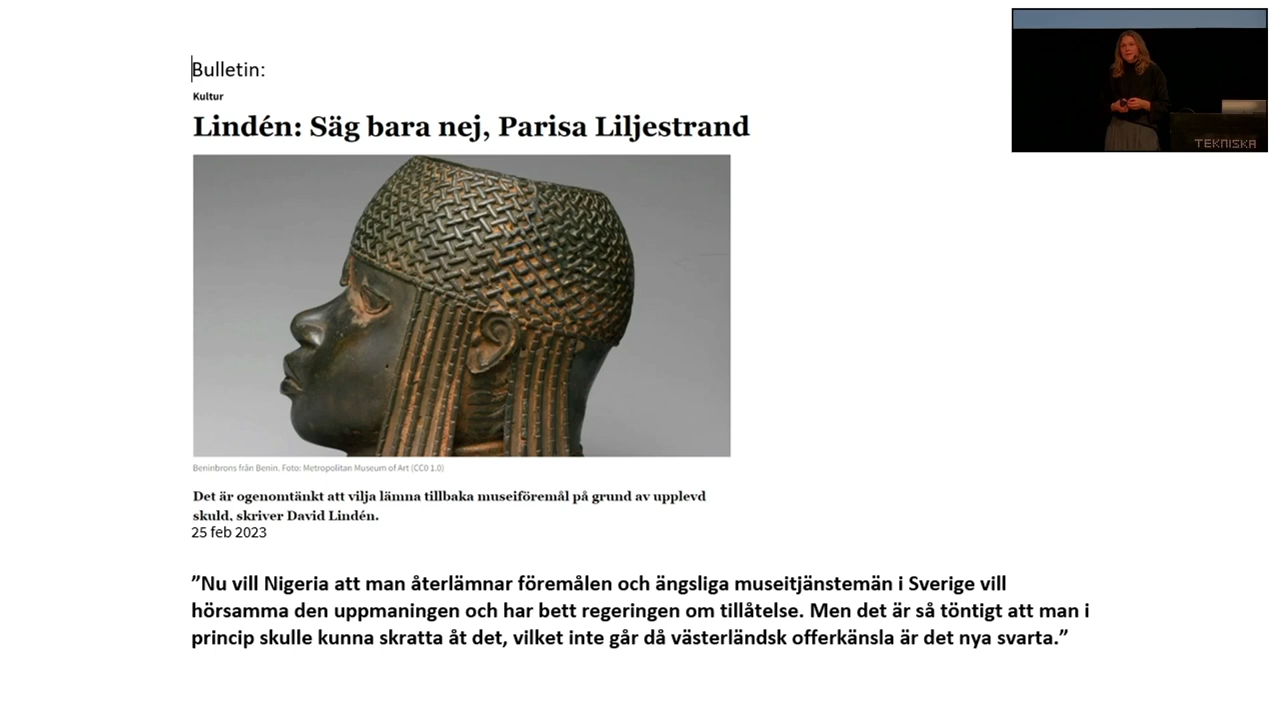 Bulletin:
Kultur
Lindén: Säg bara nej, Parisa Liljestrand
Beninbrons från Benin. Foto: Metropolitan Museum of Art (CC0 1.0)
Det är ogenomtänkt att vilja lämna tillbaka museiföremål på grund av upplevd
skuld, skriver David Lindén.
25 feb 2023
”Nu vill Nigeria att man återlämnar föremålen och ängsliga museitjänstemän i Sverige vill
hörsamma den uppmaningen och har bett regeringen om tillåtelse. Men det är så töntigt att man i
princip skulle kunna skratta åt det, vilket inte går då västerländsk offerkänsla är det nya svarta.”
TEKNISKA